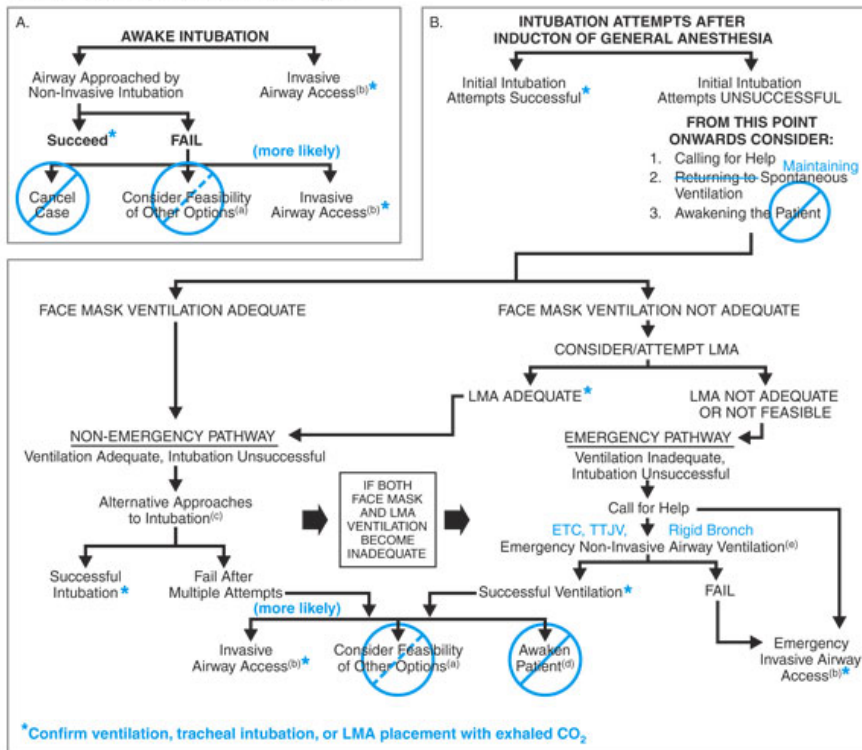 A.
AWAKE INTUBATION
Airway Approached by
Non-Invasive Intubation
Invasive
Airway Access(b)*
Succeed*
FAIL
(more likely)
Cancel
Case
Consider Feasibility
of Other Options(a)
Invasive
Airway Access(b)*
B.
INTUBATION ATTEMPTS AFTER
INDUCTON OF GENERAL ANESTHESIA
Initial Intubation
Attempts Successful*
Initial Intubation
Attempts UNSUCCESSFUL
FROM THIS POINT
ONWARDS CONSIDER:
1. Calling for Help
Maintaining
2. Returning to Spontaneous
Ventilation
3. Awakening the Patient
FACE MASK VENTILATION ADEQUATE
FACE MASK VENTILATION NOT ADEQUATE
CONSIDER/ATTEMPT LMA
LMA ADEQUATE*
LMA NOT ADEQUATE
OR NOT FEASIBLE
NON-EMERGENCY PATHWAY
Ventilation Adequate, Intubation Unsuccessful
EMERGENCY PATHWAY
Ventilation Inadequate,
Intubation Unsuccessful
Alternative Approaches
to Intubation(c)
IF BOTH
FACE MASK
AND LMA
VENTILATION
BECOME
INADEQUATE
Call for Help
ETC, TTJV, Rigid Bronch
Emergency Non-Invasive Airway Ventilation(e)
Successful
Intubation*
Fail After
Multiple Attempts
Successful Ventilation*
FAIL
(more likely)
Invasive
Airway Access(b)*
Consider Feasibility
of Other Options(a)
Awaken
Patient(d)
Emergency
Invasive Airway
Access(b)*
*Confirm ventilation, tracheal intubation, or LMA placement with exhaled CO₂